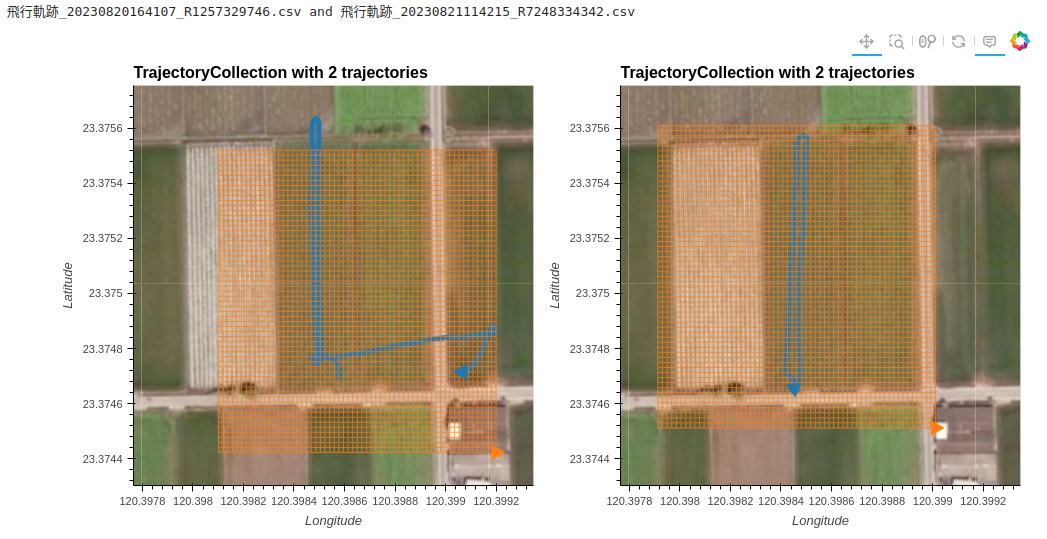 飛行軌跡_20230820164107_R1257329746.csv and 飛行軌跡_20230821114215_R7248334342.csv
TrajectoryCollection with 2 trajectories
23.3756
23.3754
23.3752
23.375
23.3748
23.3746
23.3744
Latitude
120.3978 120.398 120.3982 120.3984 120.3986 120.3988 120.399 120.3992
Longitude
TrajectoryCollection with 2 trajectories
23.3756
23.3754
23.3752
23.375
23.3748
23.3746
23.3744
Latitude
120.3978 120.398 120.3982 120.3984 120.3986 120.3988 120.399 120.3992
Longitude